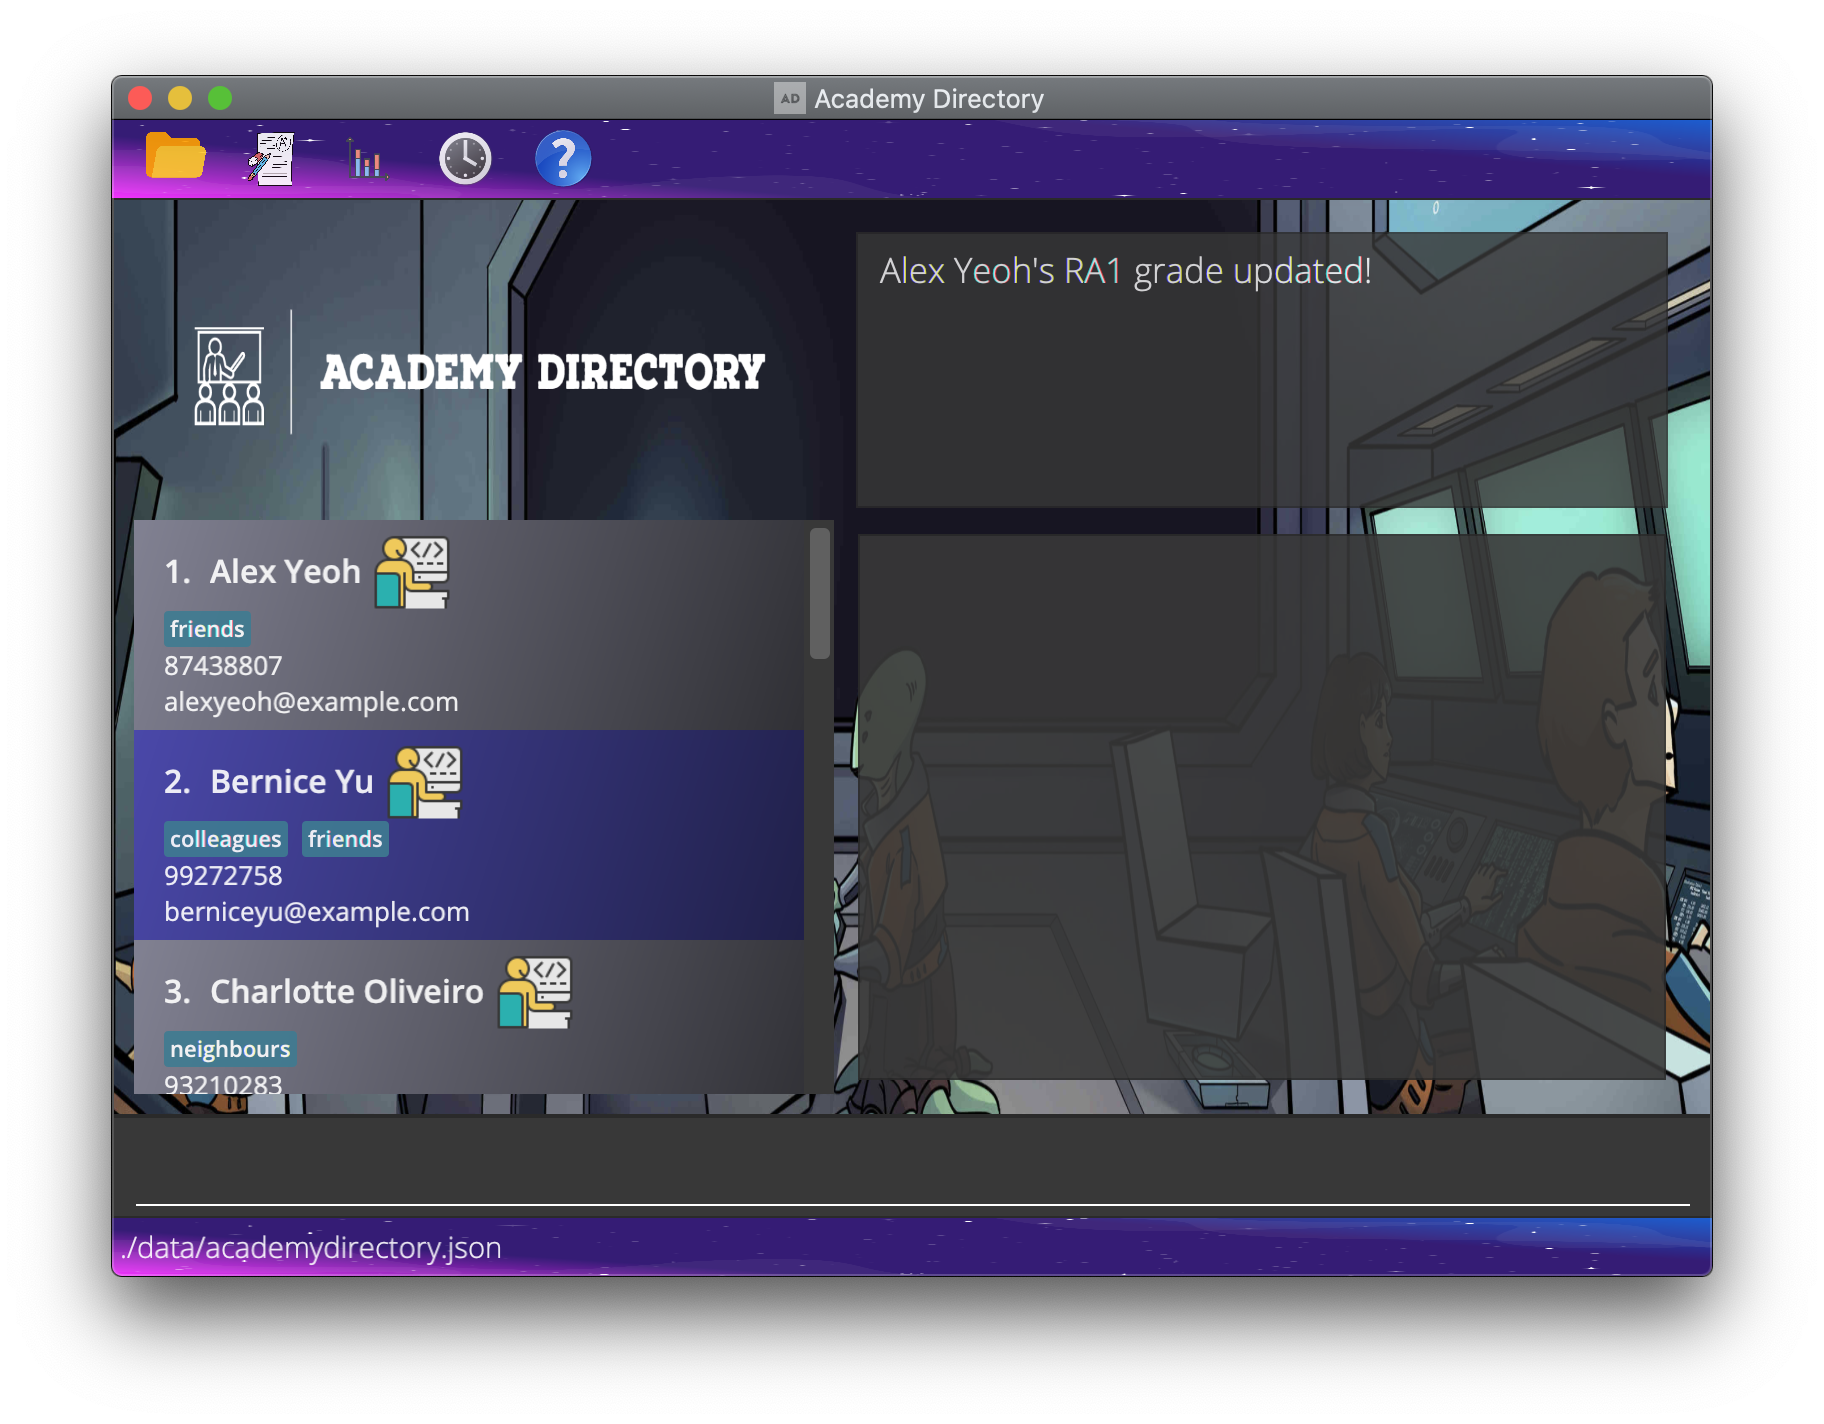 AD Academy Directory
ACADEMY DIRECTORY
Alex Yeoh's RA1 grade updated!
1. Alex Yeoh
</>
friends
87438807
alexyeoh@example.com
2. Bernice Yu
</>
colleagues friends
99272758
berniceyu@example.com
3. Charlotte Oliveiro
</>
neighbours
93210283
./data/academydirectory.json